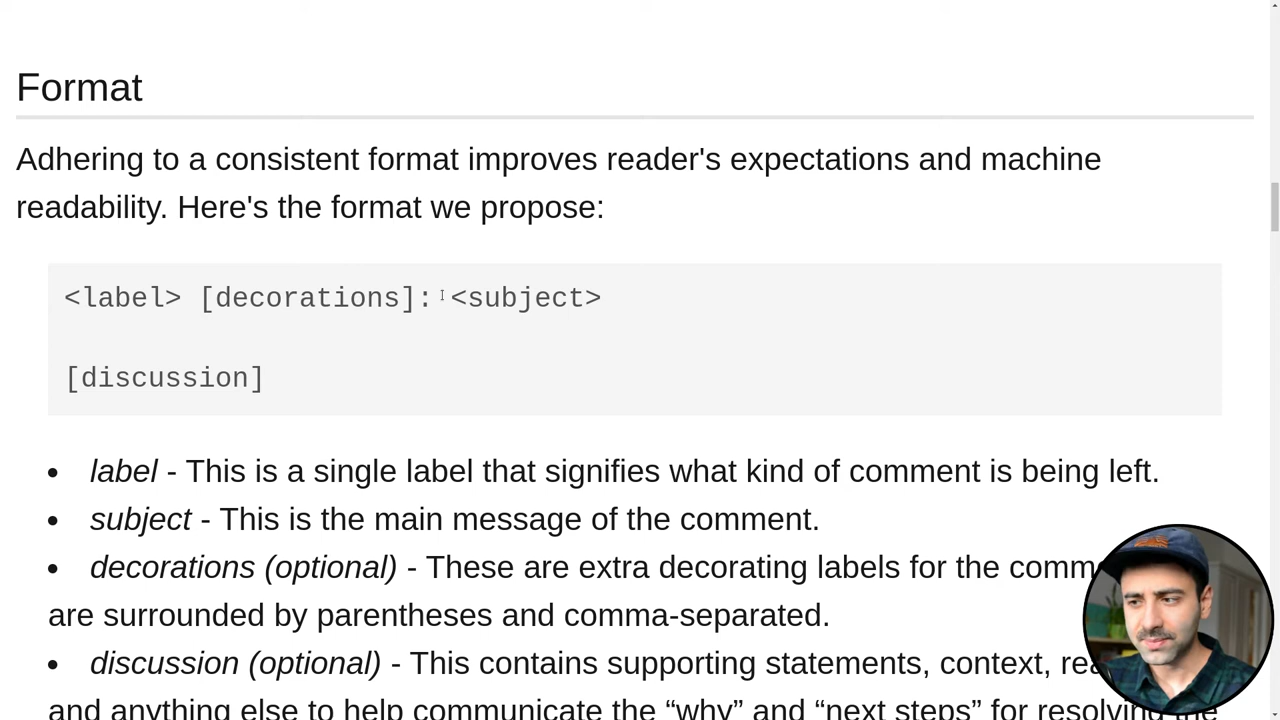 Format
Adhering to a consistent format improves reader's expectations and machine
readability. Here's the format we propose:
<label> [decorations]: <subject>
[discussion]
• label - This is a single label that signifies what kind of comment is being left.
• subject - This is the main message of the comment.
• decorations (optional) - These are extra decorating labels for the
are surrounded by parentheses and comma-separated.
• discussion (optional) - This contains supporting statements, context,
and anything else to help communicate the “why” and “next steps” for resolving the